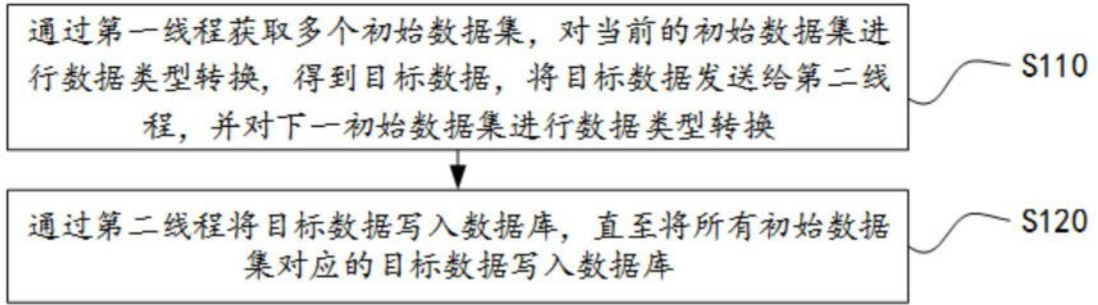 通过第一线程获取多个初始数据集，对当前的初始数据集进
行数据类型转换，得到目标数据，将目标数据发送给第二线
程，并对下一初始数据集进行数据类型转换
S110
通过第二线程将目标数据写入数据库，直至将所有初始数据
集对应的目标数据写入数据库
S120